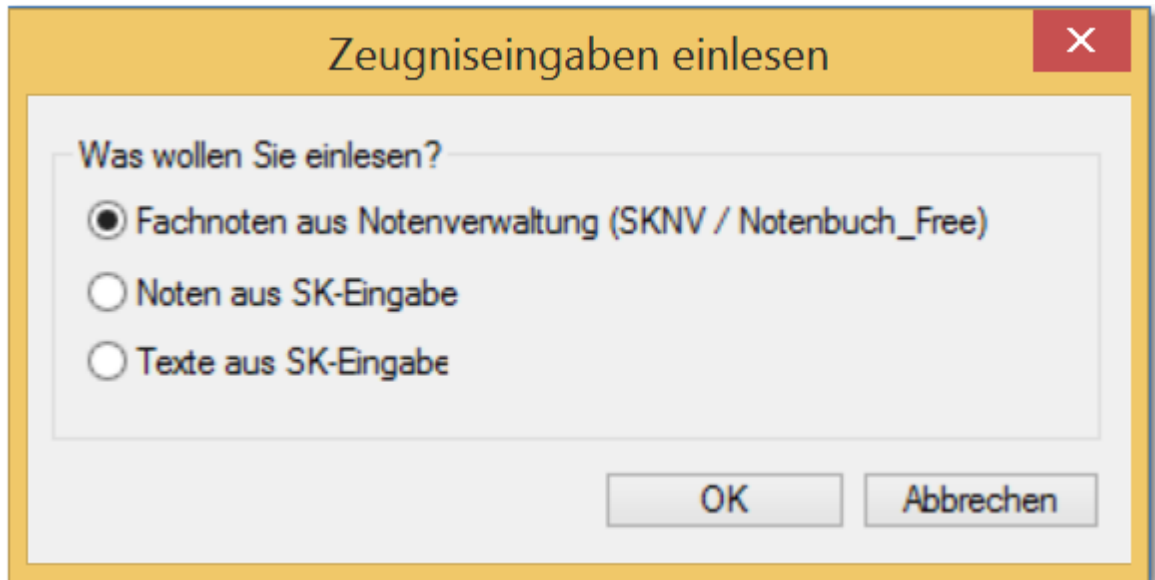 Zeugniseingaben einlesen
Was wollen Sie einlesen?
Fachnoten aus Notenverwaltung (SKNV / Notenbuch_Free)
Noten aus SK-Eingabe
Texte aus SK-Eingabe
OK Abbrechen